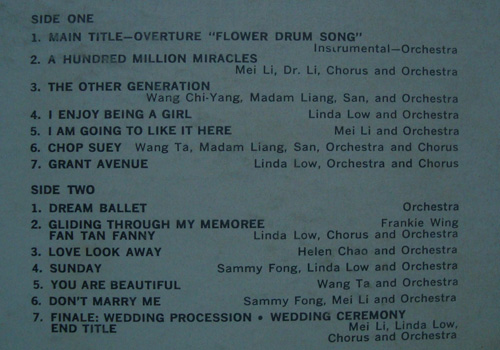 SIDE ONE
1. MAIN TITLE—OVERTURE "FLOWER DRUM SONG"
Instrumental—Orchestra
2. A HUNDRED MILLION MIRACLES
Mei Li, Dr. Li, Chorus and Orchestra
3. THE OTHER GENERATION
Wang Chi-Yang, Madam Liang, San, and Orchestra
4. I ENJOY BEING A GIRL Linda Low and Orchestra
5. I AM GOING TO LIKE IT HERE Mei Li and Orchestra
6. CHOP SUEY Wang Ta, Madam Liang, San, Orchestra and Chorus
7. GRANT AVENUE Linda Low, Orchestra and Chorus
SIDE TWO
1. DREAM BALLET Orchestra
2. GLIDING THROUGH MY MEMOREE Frankie Wing
FAN TAN FANNY Linda Low, Chorus and Orchestra
3. LOVE LOOK AWAY Helen Chao and Orchestra
4. SUNDAY Sammy Fong, Linda Low and Orchestra
5. YOU ARE BEAUTIFUL Wang Ta and Orchestra
6. DON'T MARRY ME Sammy Fong, Mei Li and Orchestra
7. FINALE: WEDDING PROCESSION • WEDDING CEREMONY
END TITLE Mei Li, Linda Low,
Chorus and Orchestra